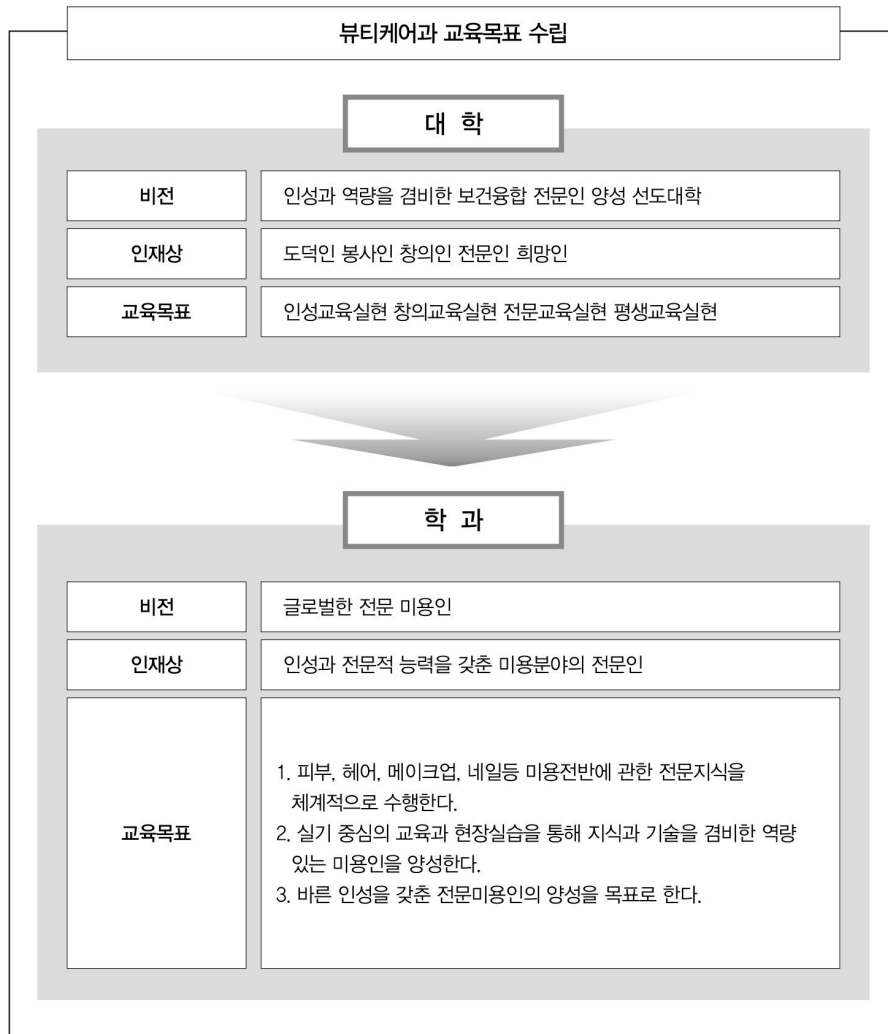 뷰티케어과 교육목표 수립
대 학
비전
인성과 역량을 겸비한 보건융합 전문인 양성 선도대학
인재상
도덕인 봉사인 창의인 전문인 희망인
교육목표
인성교육실현 창의교육실현 전문교육실현 평생교육실현
학 과
비전
글로벌한 전문 미용인
인재상
인성과 전문적 능력을 갖춘 미용분야의 전문인
교육목표
1. 피부, 헤어, 메이크업, 네일등 미용전반에 관한 전문지식을
체계적으로 수행한다.
2. 실기 중심의 교육과 현장실습을 통해 지식과 기술을 겸비한 역량
있는 미용인을 양성한다.
3. 바른 인성을 갖춘 전문미용인의 양성을 목표로 한다.